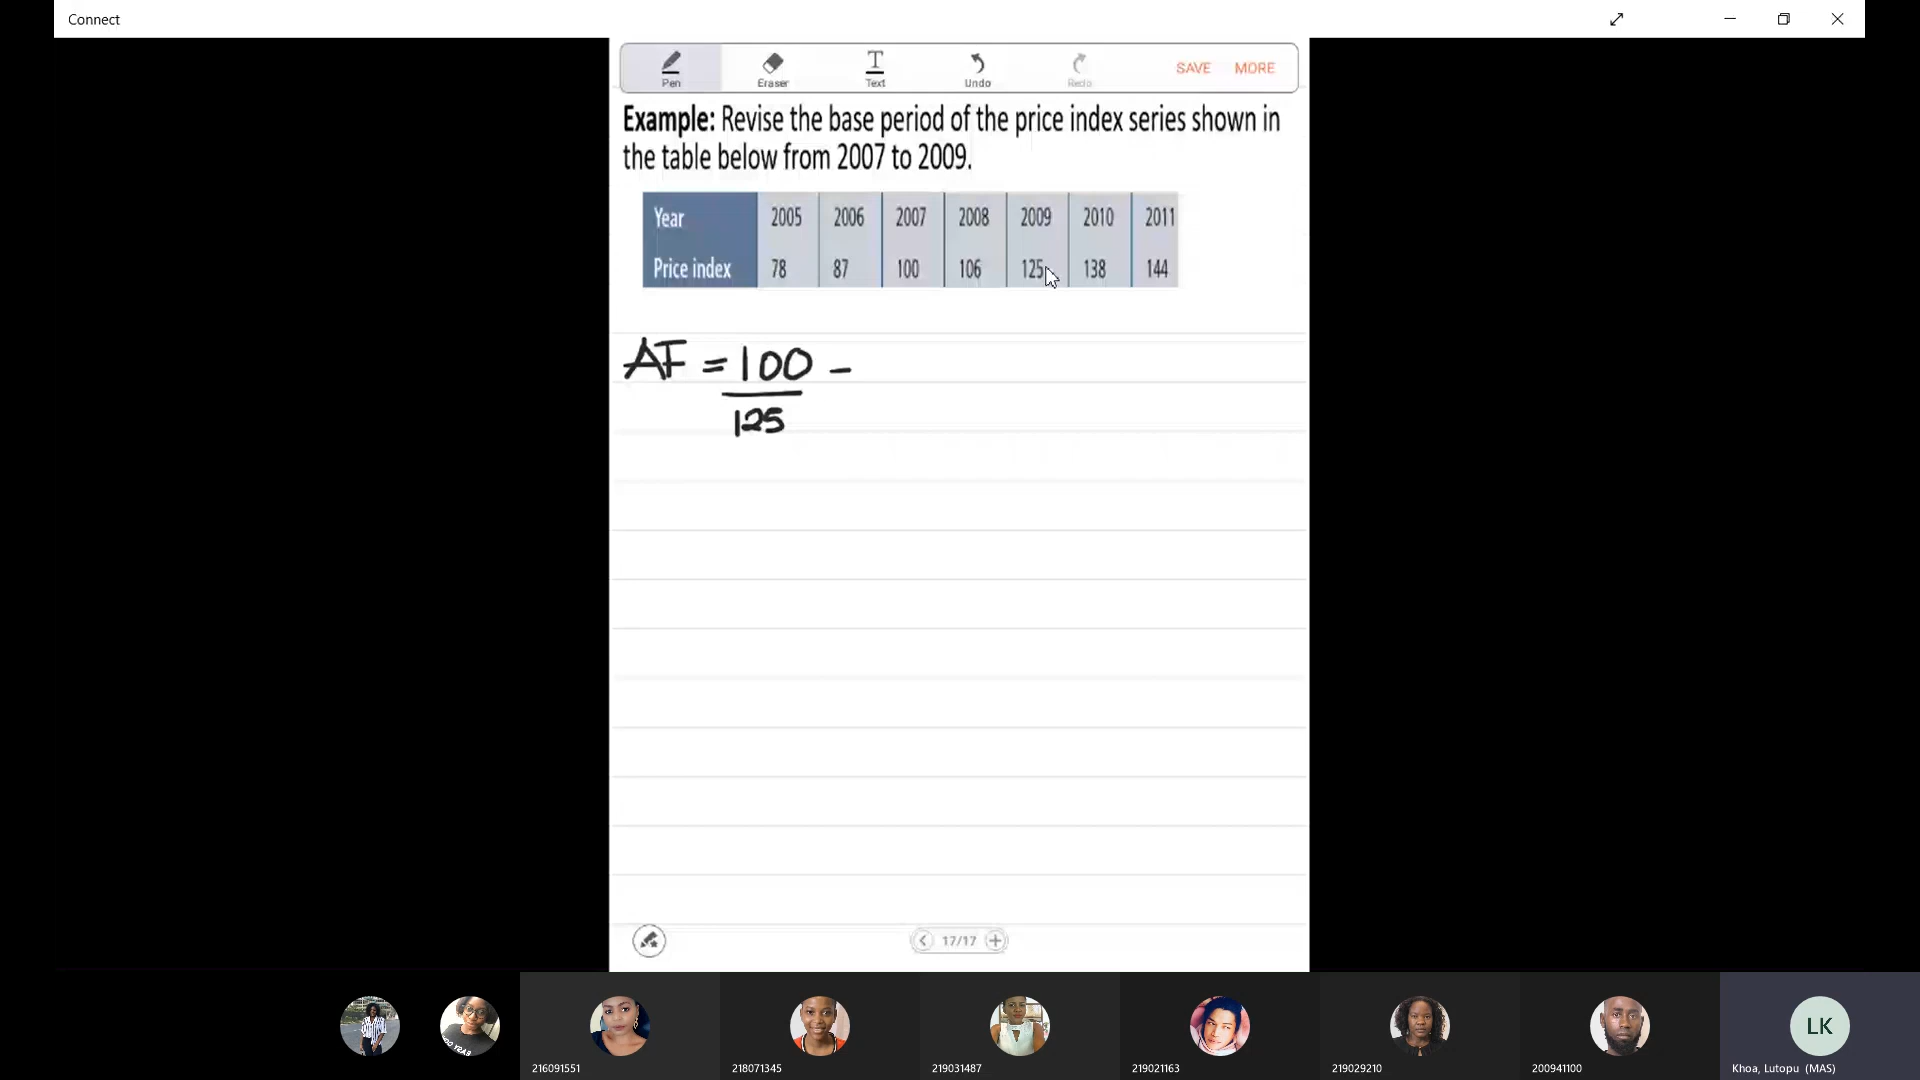 Connect
Pen Eraser Text Undo Redo SAVE MORE
Example: Revise the base period of the price index series shown in
the table below from 2007 to 2009.
Year 2005 2006 2007 2008 2009 2010 2011
Price index 78 87 100 106 125 138 144
AF = 100 -
125
17/17
216091551 218071345 219031487 219021163 219029210 200941100 Khoa, Lutopu (MAS)
LK